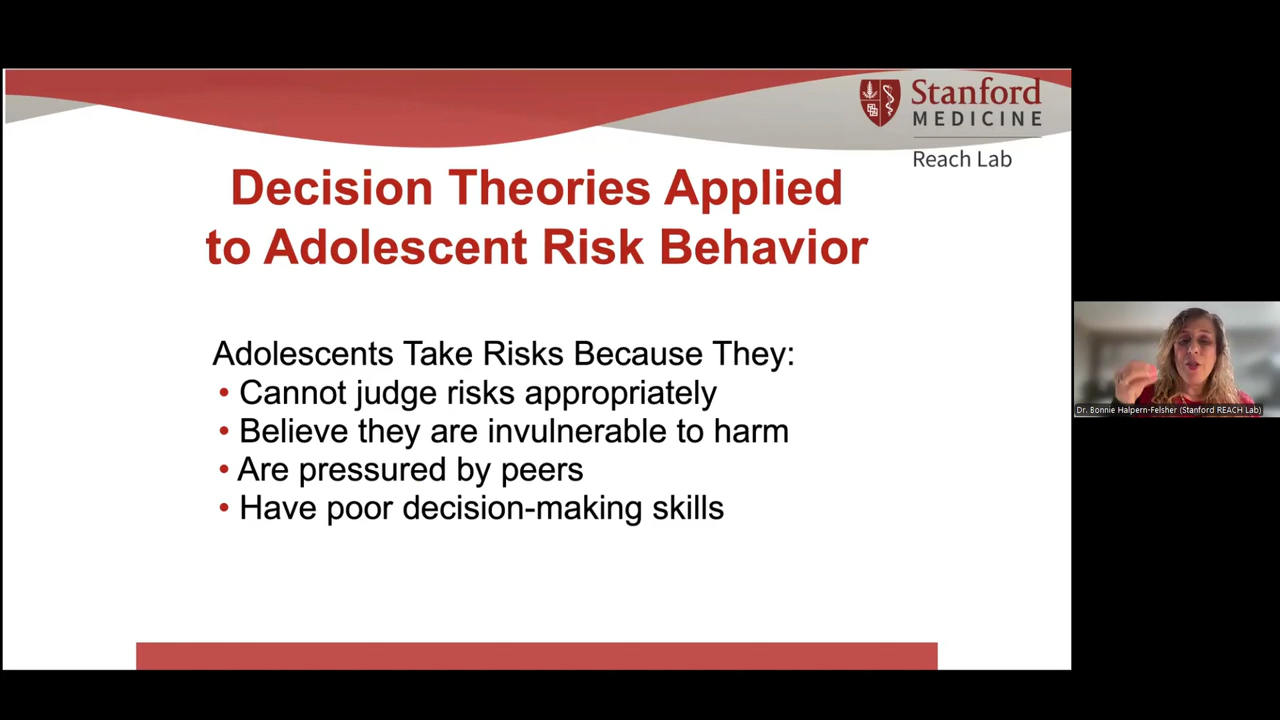 Stanford
MEDICINE
Reach Lab
Decision Theories Applied
to Adolescent Risk Behavior
Adolescents Take Risks Because They:
• Cannot judge risks appropriately
• Believe they are invulnerable to harm
• Are pressured by peers
• Have poor decision-making skills
Dr. Bonnie Halpern-Felsher (Stanford REACH Lab)